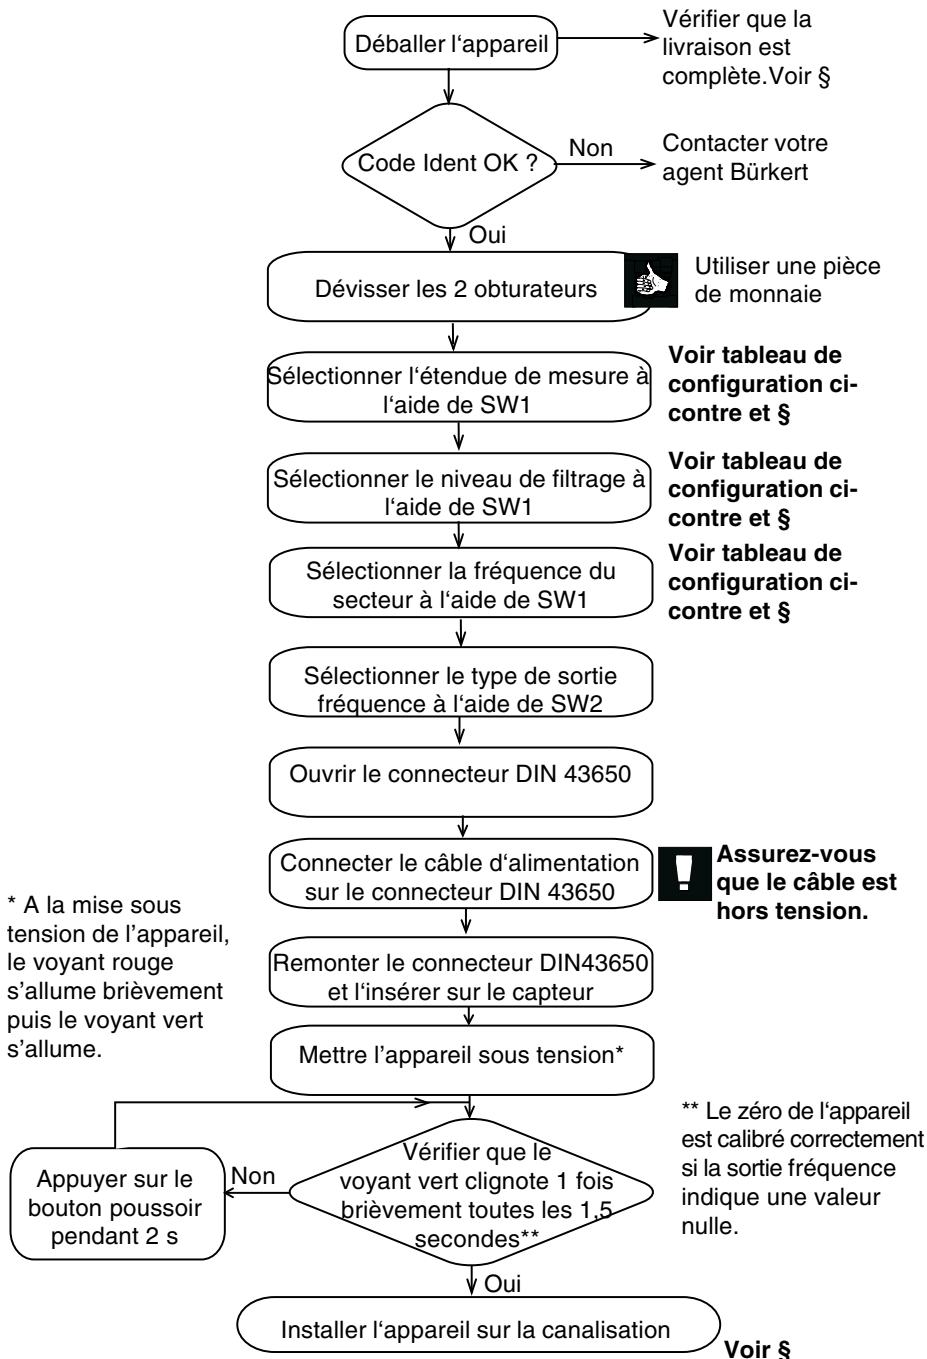 Déballer l‘appareil
Vérifier que la
livraison est
complète.Voir §
Code Ident OK ?
Non
Contacter votre
agent Bürkert
Oui
Dévisser les 2 obturateurs
Utiliser une pièce
de monnaie
Sélectionner l‘étendue de mesure à
l‘aide de SW1
Voir tableau de
configuration ci-
contre et §
Sélectionner le niveau de filtrage à
l‘aide de SW1
Voir tableau de
configuration ci-
contre et §
Sélectionner la fréquence du
secteur à l‘aide de SW1
Voir tableau de
configuration ci-
contre et §
Sélectionner le type de sortie
fréquence à l‘aide de SW2
Ouvrir le connecteur DIN 43650
Connecter le câble d‘alimentation
sur le connecteur DIN 43650
Assurez-vous
que le câble est
hors tension.
* A la mise sous
tension de l’appareil,
le voyant rouge
s’allume brièvement
puis le voyant vert
s’allume.
Remonter le connecteur DIN43650
et l‘insérer sur le capteur
Mettre l’appareil sous tension*
Vérifier que le
voyant vert clignote 1 fois
brièvement toutes les 1,5
secondes**
Non
Appuyer sur le
bouton poussoir
pendant 2 s
** Le zéro de l‘appareil
est calibré correctement
si la sortie fréquence
indique une valeur
nulle.
Oui
Installer l‘appareil sur la canalisation
Voir §